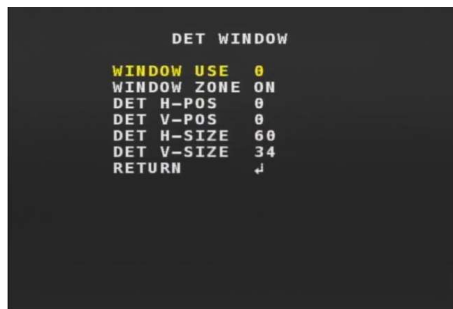 DET WINDOW
WINDOW USE 0
WINDOW ZONE ON
DET H-POS 0
DET V-POS 0
DET H-SIZE 60
DET V-SIZE 34
RETURN ↲